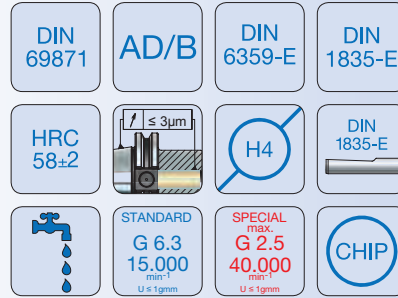 DIN
69871
AD/B
DIN
6359-E
DIN
1835-E
HRC
58±2
≤ 3µm
H4
DIN
1835-E
STANDARD
G 6.3
15.000
min⁻¹
U ≤ 1gmm
SPECIAL
max.
G 2.5
40.000
min⁻¹
U ≤ 1gmm
CHIP